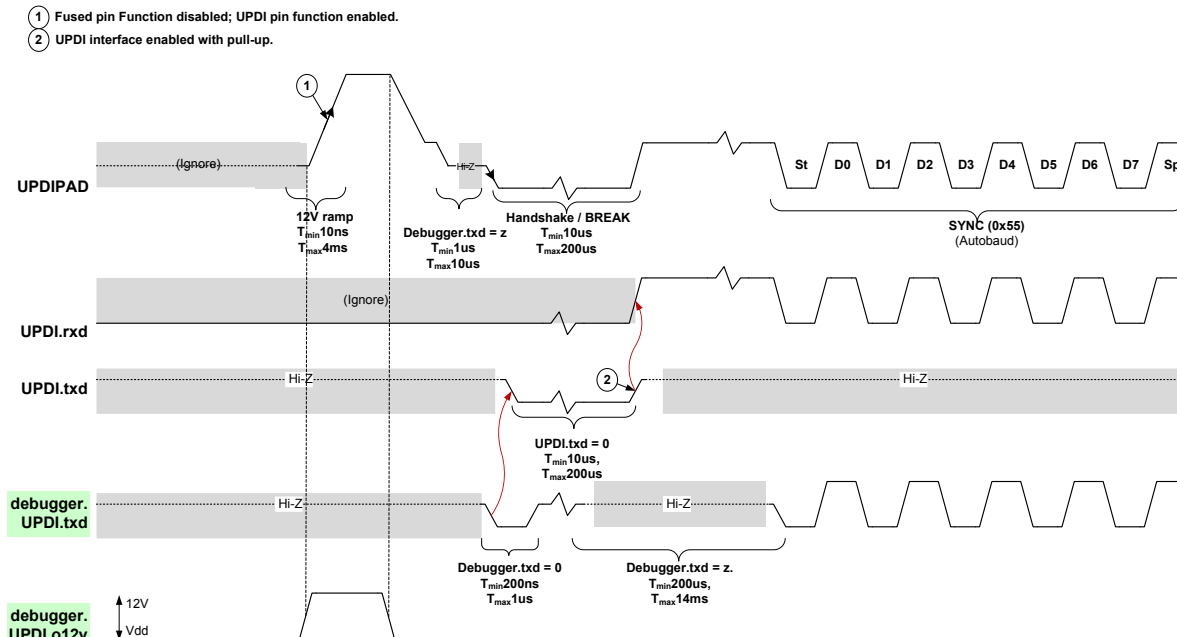 1 Fused pin Function disabled; UPDI pin function enabled.
2 UPDI interface enabled with pull-up.
1
(Ignore)
Hi-Z
UPDIPAD
St D0 D1 D2 D3 D4 D5 D6 D7 Sp
12V ramp
Tmin10ns
Tmax4ms
Debugger.txd = z
Tmin1us
Tmax10us
Handshake / BREAK
Tmin10us
Tmax200us
SYNC (0x55)
(Autobaud)
(Ignore)
UPDI.rxd
Hi-Z
2
Hi-Z
UPDI.txd
UPDI.txd = 0
Tmin10us,
Tmax200us
debugger.
UPDI.txd
Hi-Z
Hi-Z
Debugger.txd = 0
Tmin200ns
Tmax1us
Debugger.txd = z.
Tmin200us,
Tmax14ms
12V
Vdd
debugger.
UPDI.o12v